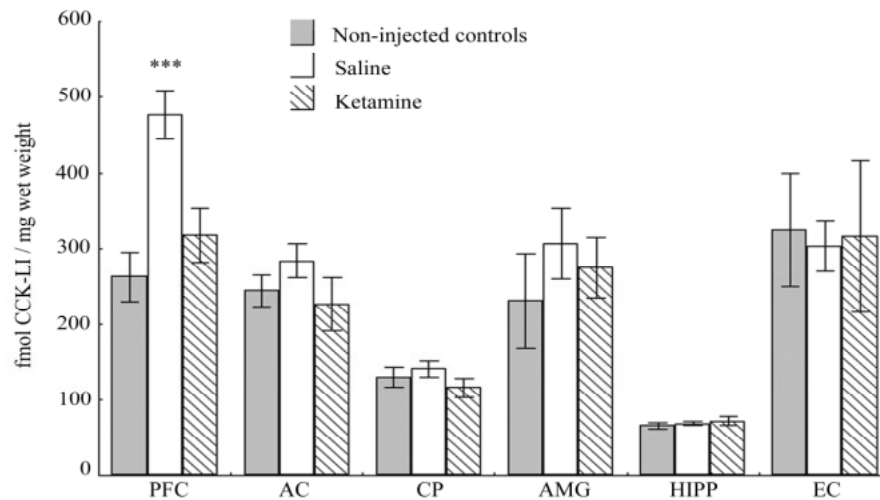 600
500
400
300
200
100
0
fmol CCK-LI / mg wet weight
***
Non-injected controls
Saline
Ketamine
PFC AC CP AMG HIPP EC